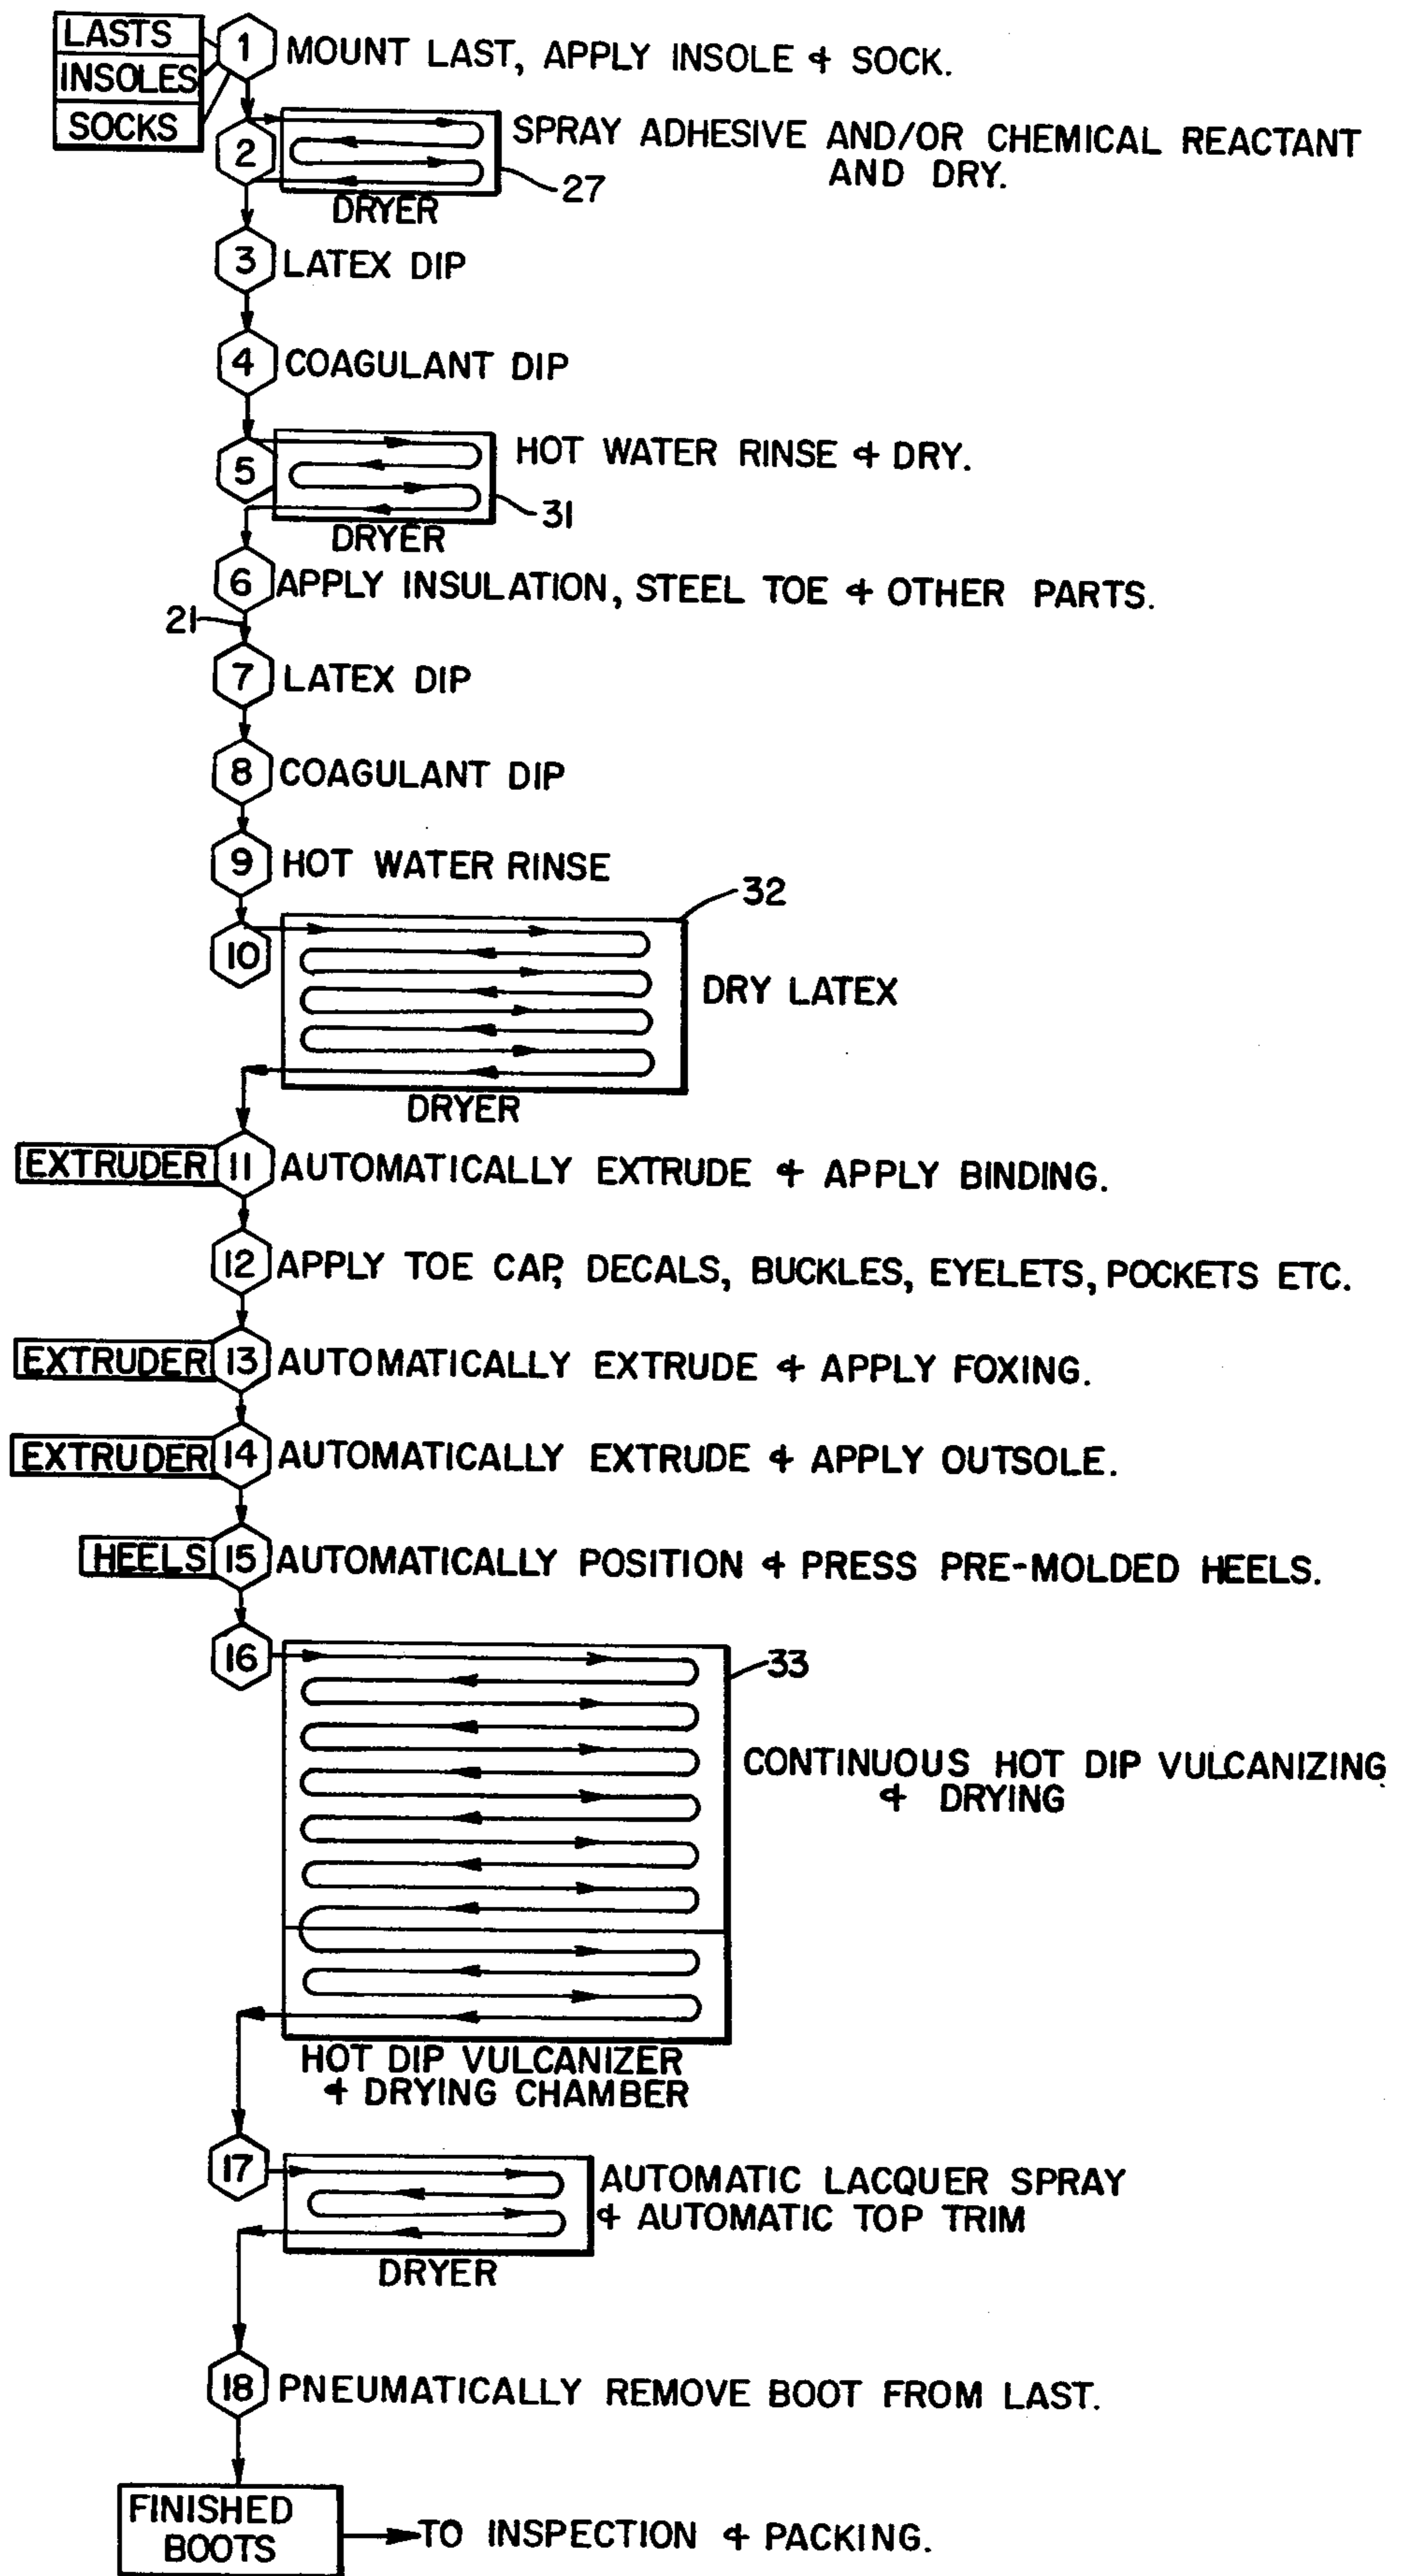 LASTS
INSOLES
SOCKS
1 MOUNT LAST, APPLY INSOLE & SOCK.
2 SPRAY ADHESIVE AND/OR CHEMICAL REACTANT
AND DRY.
27
DRYER
3 LATEX DIP
4 COAGULANT DIP
5 HOT WATER RINSE & DRY.
31
DRYER
6 APPLY INSULATION, STEEL TOE & OTHER PARTS.
21
7 LATEX DIP
8 COAGULANT DIP
9 HOT WATER RINSE
32
10
DRY LATEX
DRYER
EXTRUDER 11 AUTOMATICALLY EXTRUDE & APPLY BINDING.
12 APPLY TOE CAP, DECALS, BUCKLES, EYELETS, POCKETS ETC.
EXTRUDER 13 AUTOMATICALLY EXTRUDE & APPLY FOXING.
EXTRUDER 14 AUTOMATICALLY EXTRUDE & APPLY OUTSOLE.
HEELS 15 AUTOMATICALLY POSITION & PRESS PRE-MOLDED HEELS.
16
33
CONTINUOUS HOT DIP VULCANIZING
& DRYING
HOT DIP VULCANIZER
& DRYING CHAMBER
17
AUTOMATIC LACQUER SPRAY
& AUTOMATIC TOP TRIM
DRYER
18 PNEUMATICALLY REMOVE BOOT FROM LAST.
FINISHED
BOOTS
TO INSPECTION & PACKING.